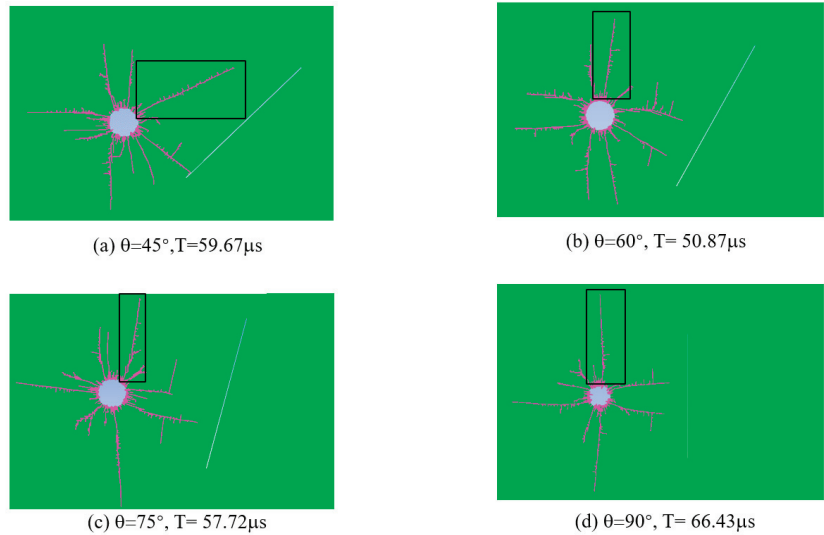 (a) θ=45°,T=59.67μs
(b) θ=60°, T= 50.87μs
(c) θ=75°, T= 57.72μs
(d) θ=90°, T= 66.43μs